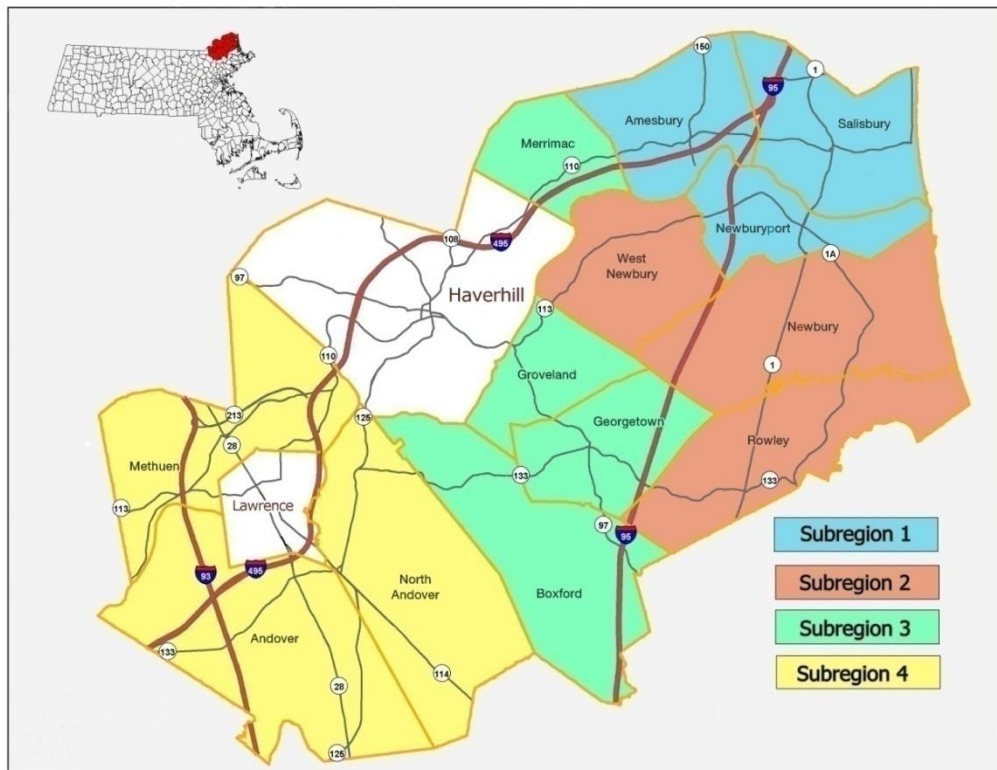 150
1
95
Amesbury
Salisbury
Merrimac
110
Newburyport
108
495
1A
West
Newbury
97
Haverhill
113
Newbury
110
1
Groveland
213
125
Georgetown
28
Rowley
Methuen
133
133
113
Lawrence
97
95
Subregion 1
93
495
North
Andover
Boxford
Subregion 2
Subregion 3
Andover
133
114
28
Subregion 4
125